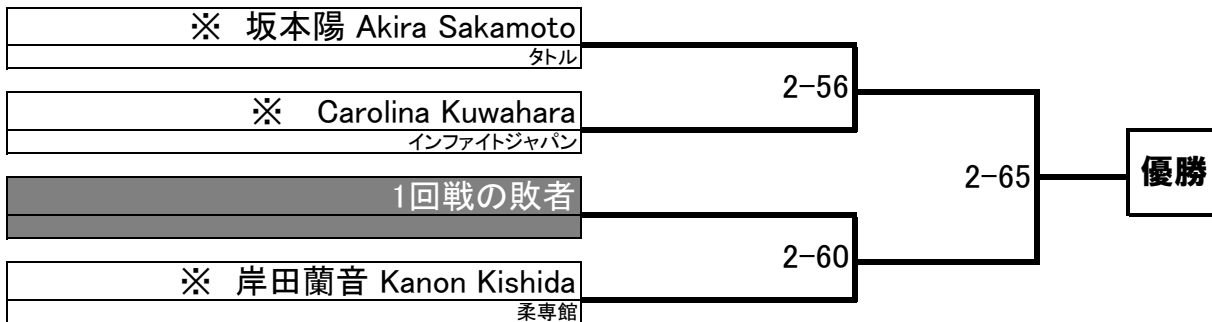 ※ 坂本陽 Akira Sakamoto
タトル
2-56
※ Carolina Kuwahara
インファイトジャパン
2-65
優勝
1回戦の敗者
2-60
※ 岸田蘭音 Kanon Kishida
柔専館